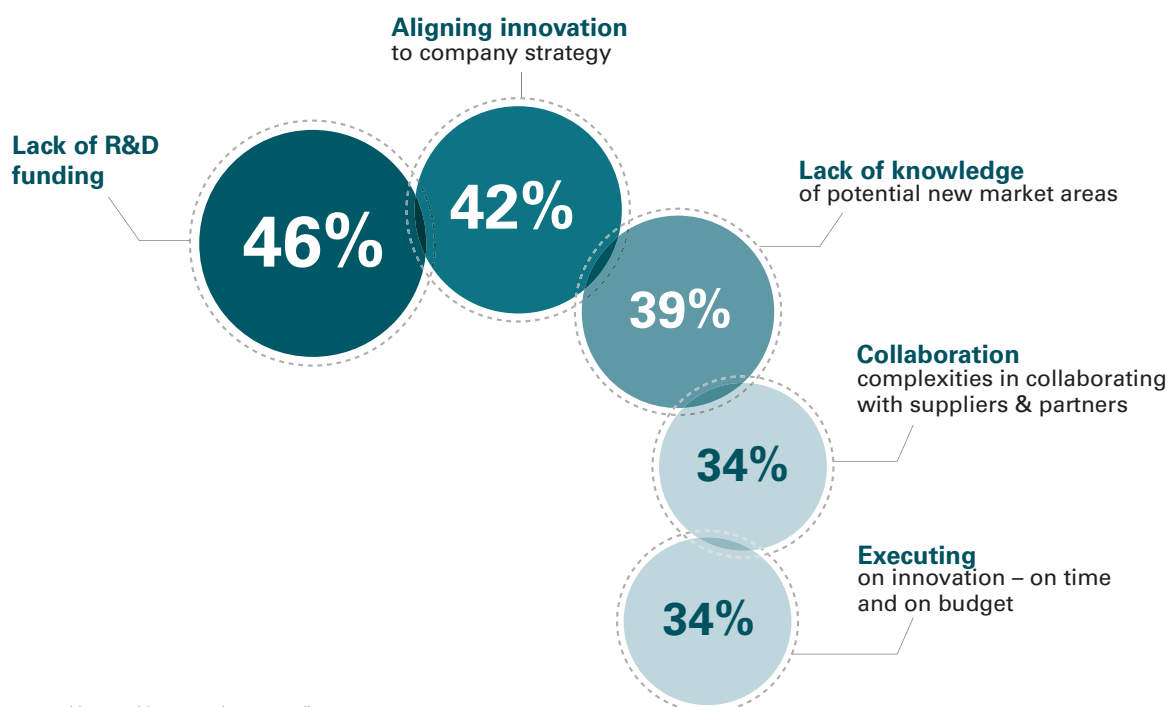 Aligning innovation
to company strategy
Lack of R&D
funding
46%
42%
Lack of knowledge
of potential new market areas
39%
Collaboration
complexities in collaborating
with suppliers & partners
34%
Executing
on innovation – on time
and on budget
34%